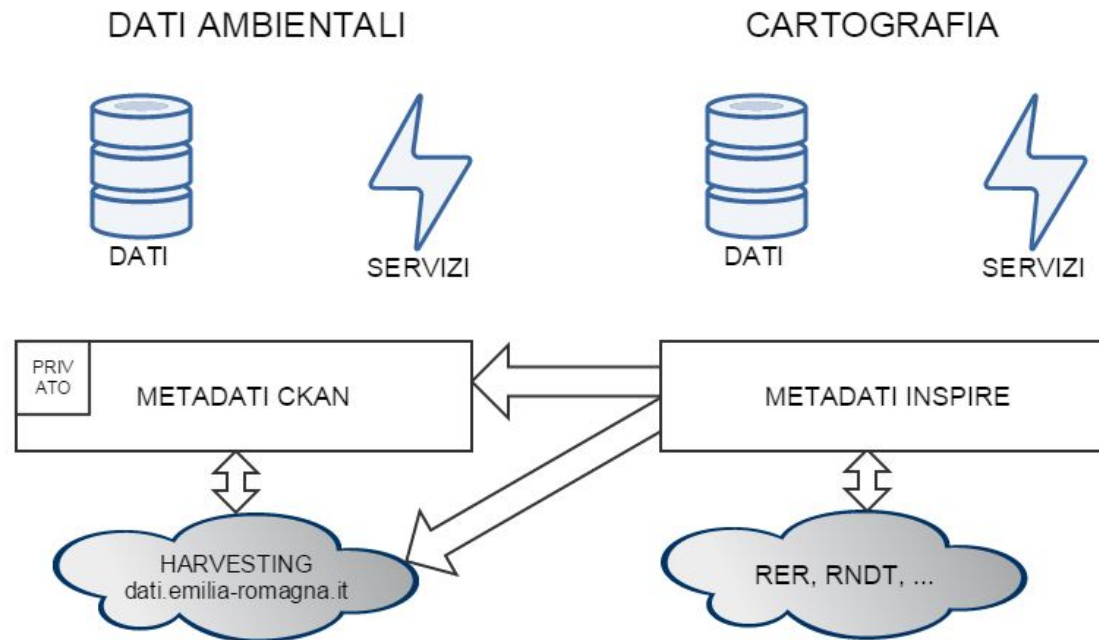 DATI AMBIENTALI
CARTOGRAFIA
DATI
SERVIZI
DATI
SERVIZI
PRIV
ATO
METADATI CKAN
METADATI INSPIRE
HARVESTING
dati.emilia-romagna.it
RER, RNDT, ...